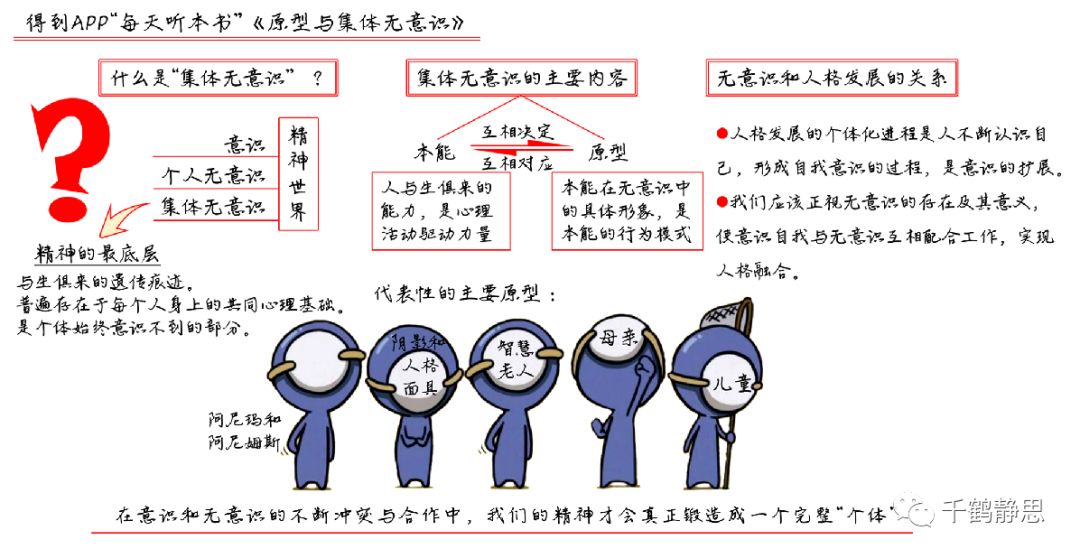 得到APP“每天听本书”《原型与集体无意识》
什么是“集体无意识” ？
意识
个人无意识
集体无意识
精神世界
精神的最底层
与生俱来的遗传痕迹。
普遍存在于每个人身上的共同心理基础。
是个体始终意识不到的部分。
集体无意识的主要内容
互相决定
本能
原型
互相对应
人与生俱来的
能力，是心理
活动驱动力量
本能在无意识中
的具体形象，是
本能的行为模式
无意识和人格发展的关系
●人格发展的个体化进程是人不断认识自
己，形成自我意识的过程，是意识的扩展。
●我们应该正视无意识的存在及其意义，
使意识自我与无意识互相配合工作，实现
人格融合。
代表性的主要原型：
阿尼玛和
阿尼姆斯
阴影和
人格
面具
智慧
老人
母亲
儿童
在意识和无意识的不断冲突与合作中，我们的精神才会真正锻造成一个完整“个体”
千鹤静思